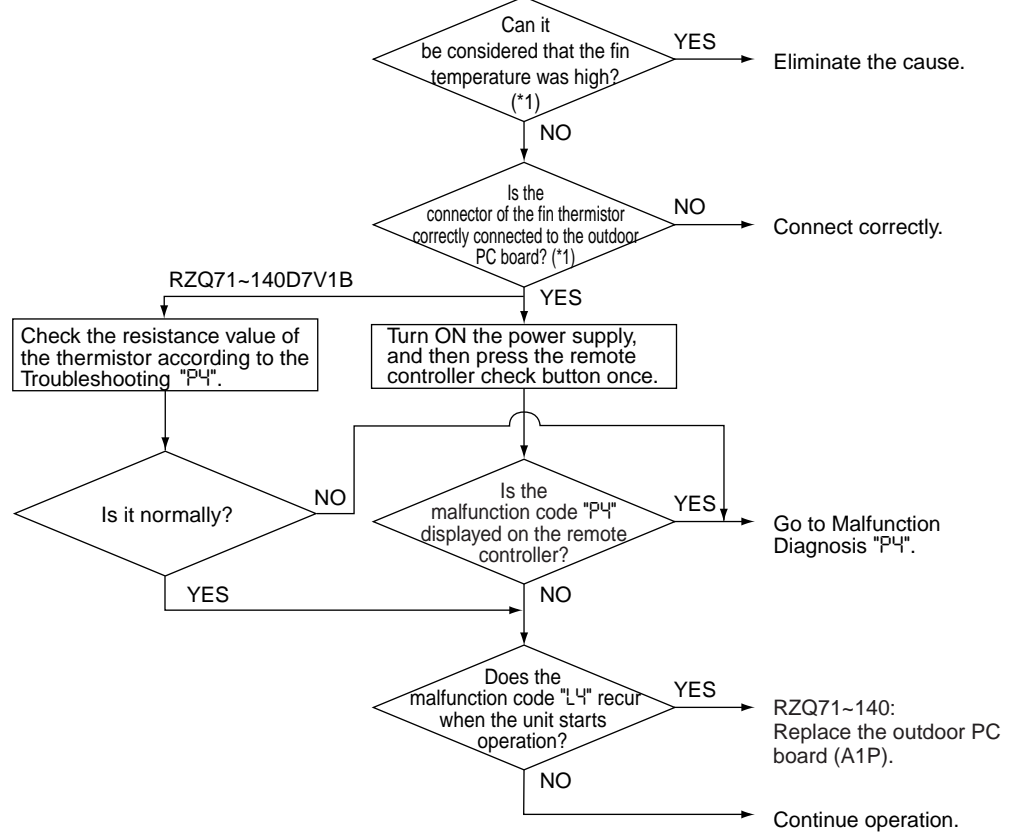 Can it
be considered that the fin
temperature was high?
(*1)
YES
Eliminate the cause.
NO
Is the
connector of the fin thermistor
correctly connected to the outdoor
PC board? (*1)
NO
Connect correctly.
RZQ71~140D7V1B
YES
Check the resistance value of
the thermistor according to the
Troubleshooting "P4".
Turn ON the power supply,
and then press the remote
controller check button once.
Is it normally?
NO
Is the
malfunction code "P4"
displayed on the remote
controller?
YES
Go to Malfunction
Diagnosis "P4".
YES
NO
Does the
malfunction code "L4" recur
when the unit starts
operation?
YES
RZQ71~140:
Replace the outdoor PC
board (A1P).
NO
Continue operation.